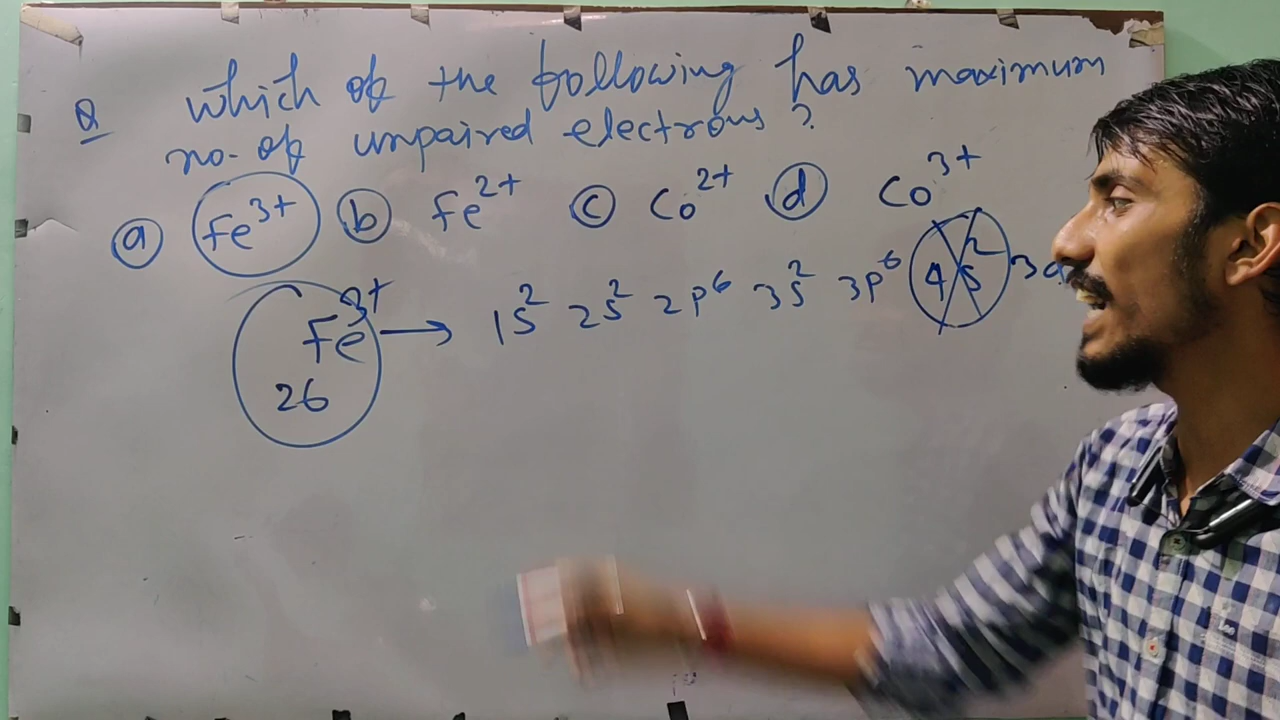 Q which of the following has maximum
no. of unpaired electrons ?
a Fe³⁺ b Fe²⁺ c Co²⁺ d Co³⁺
Fe³⁺ → 1s² 2s² 2p⁶ 3s² 3p⁶ 4s²
26